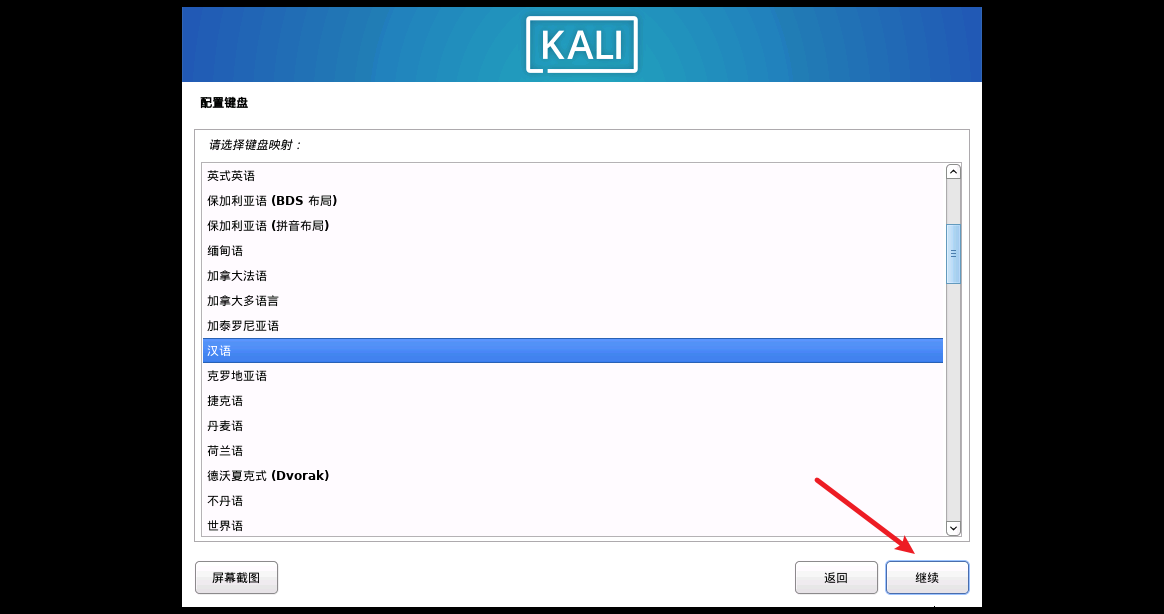 KALI
配置键盘
请选择键盘映射：
英式英语
保加利亚语 (BDS 布局)
保加利亚语 (拼音布局)
缅甸语
加拿大法语
加拿大多语言
加泰罗尼亚语
汉语
克罗地亚语
捷克语
丹麦语
荷兰语
德沃夏克式 (Dvorak)
不丹语
世界语
屏幕截图
返回
继续